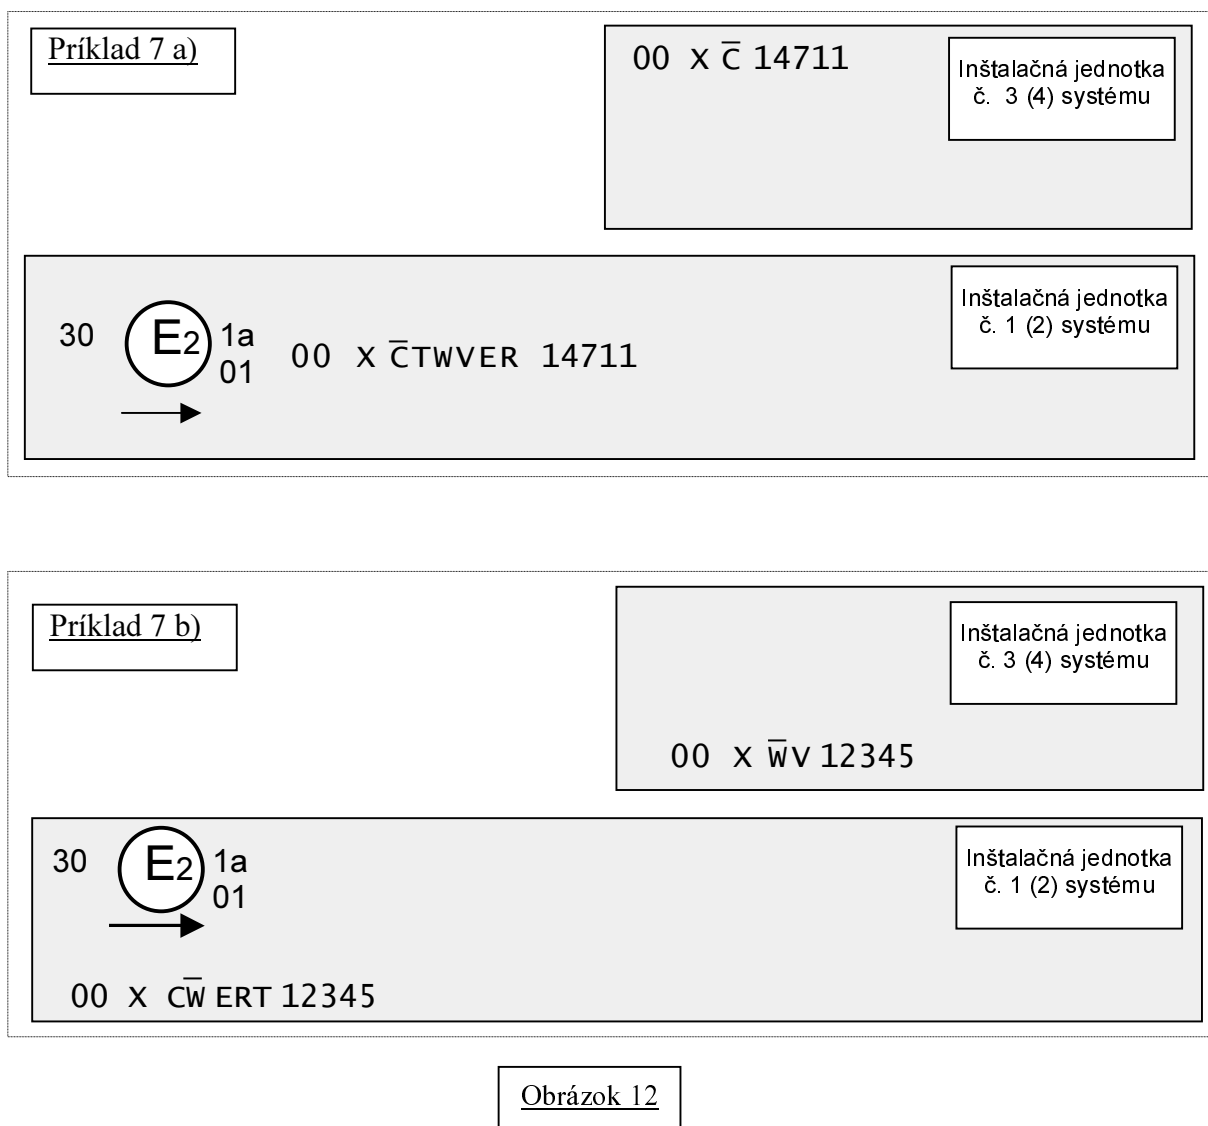 Príklad 7 a)
00 X C̅ 14711
Inštalačná jednotka
č. 3 (4) systému
Inštalačná jednotka
č. 1 (2) systému
30 E2 1a
01
00 X C̅TWVER 14711
Príklad 7 b)
Inštalačná jednotka
č. 3 (4) systému
00 X W̅V 12345
30 E2 1a
01
Inštalačná jednotka
č. 1 (2) systému
00 X CW̅ ERT 12345
Obrázok 12